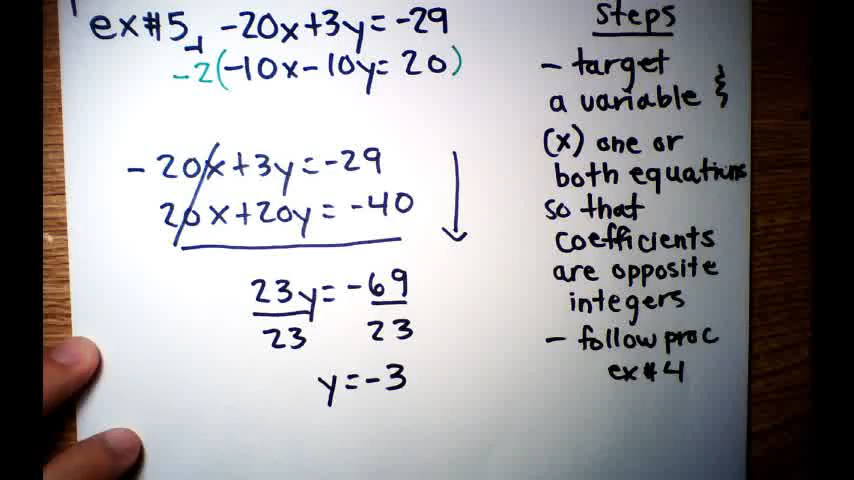 ex#5 -20x+3y=-29
-2(-10x-10y=20)
-20x+3y=-29
20x+20y=-40
23y=-69
23 23
y=-3
steps
- target
a variable &
(x) one or
both equations
so that
coefficients
are opposite
integers
- follow proc
ex#4